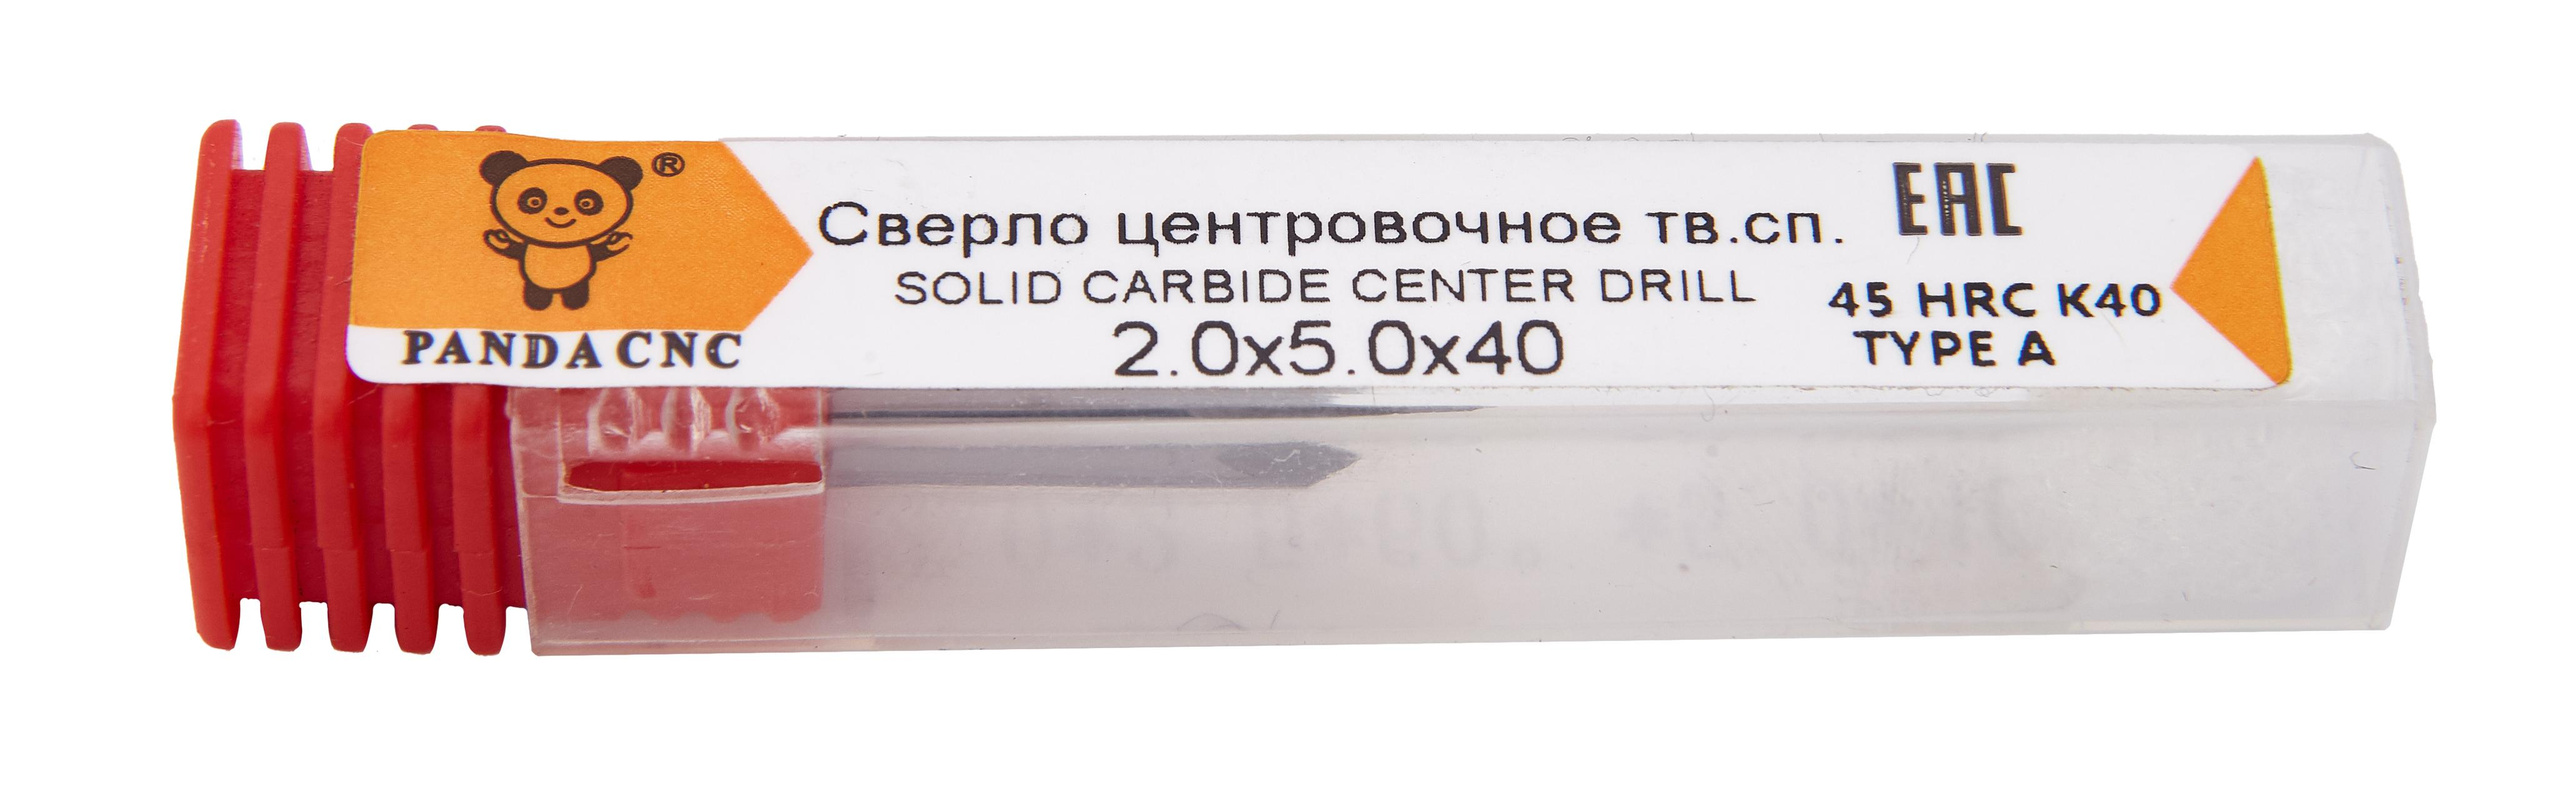 ®
PANDA CNC
Сверло центровочное тв.сп.
SOLID CARBIDE CENTER DRILL
2.0x5.0x40
EAC
45 HRC K40
TYPE A